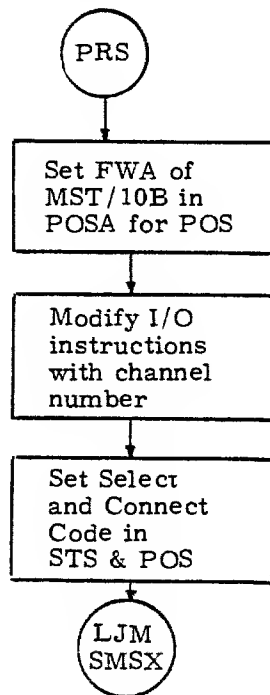 PRS
Set FWA of
MST/10B in
POSA for POS
Modify I/O
instructions
with channel
number
Set Select
and Connect
Code in
STS & POS
LJM
SMSX